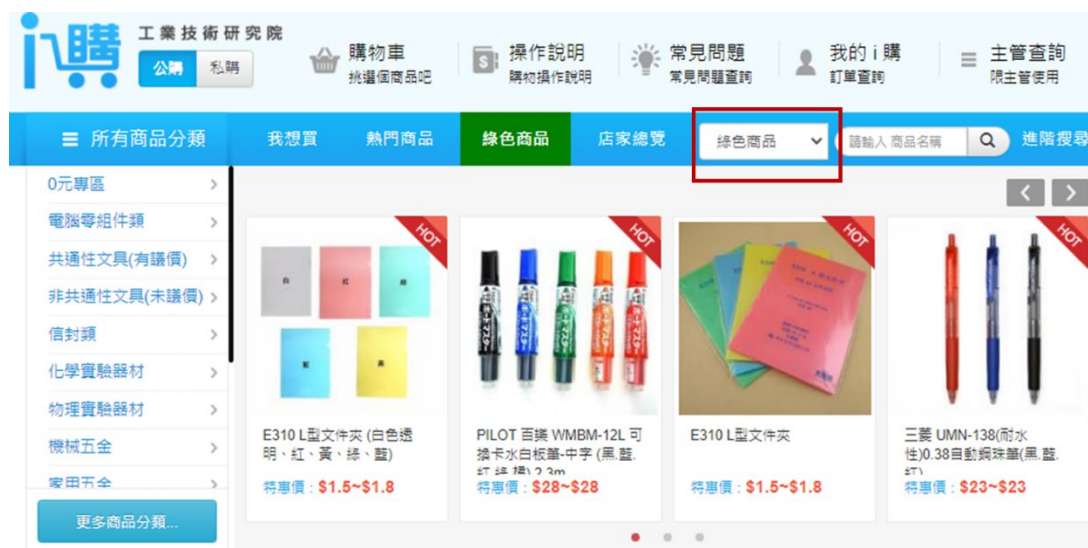 i購
工業技術研究院
公購 私購
購物車
挑選個商品吧
操作說明
購物操作說明
常見問題
常見問題查詢
我的 i 購
訂單查詢
主管查詢
限主管使用
所有商品分類
我想買
熱門商品
綠色商品
店家總覽
綠色商品
請輸入商品名稱
進階搜尋
0元專區
電腦零組件類
共通性文具(有議價)
非共通性文具(未議價)
信封類
化學實驗器材
物理實驗器材
機械五金
家用五金
更多商品分類...
HOT
白 紅 綠
藍 黃
E310 L型文件夾 (白色透
明、紅、黃、綠、藍)
特惠價：$1.5~$1.8
HOT
PILOT 百樂 WMBM-12L 可
換卡水白板筆-中字 (黑.藍.
紅.綠.橘) 2.3m
特惠價：$28~$28
HOT
E310 L型文件夾
特惠價：$1.5~$1.8
HOT
三菱 UMN-138(耐水
性)0.38自動鋼珠筆(黑.藍.
紅)
特惠價：$23~$23